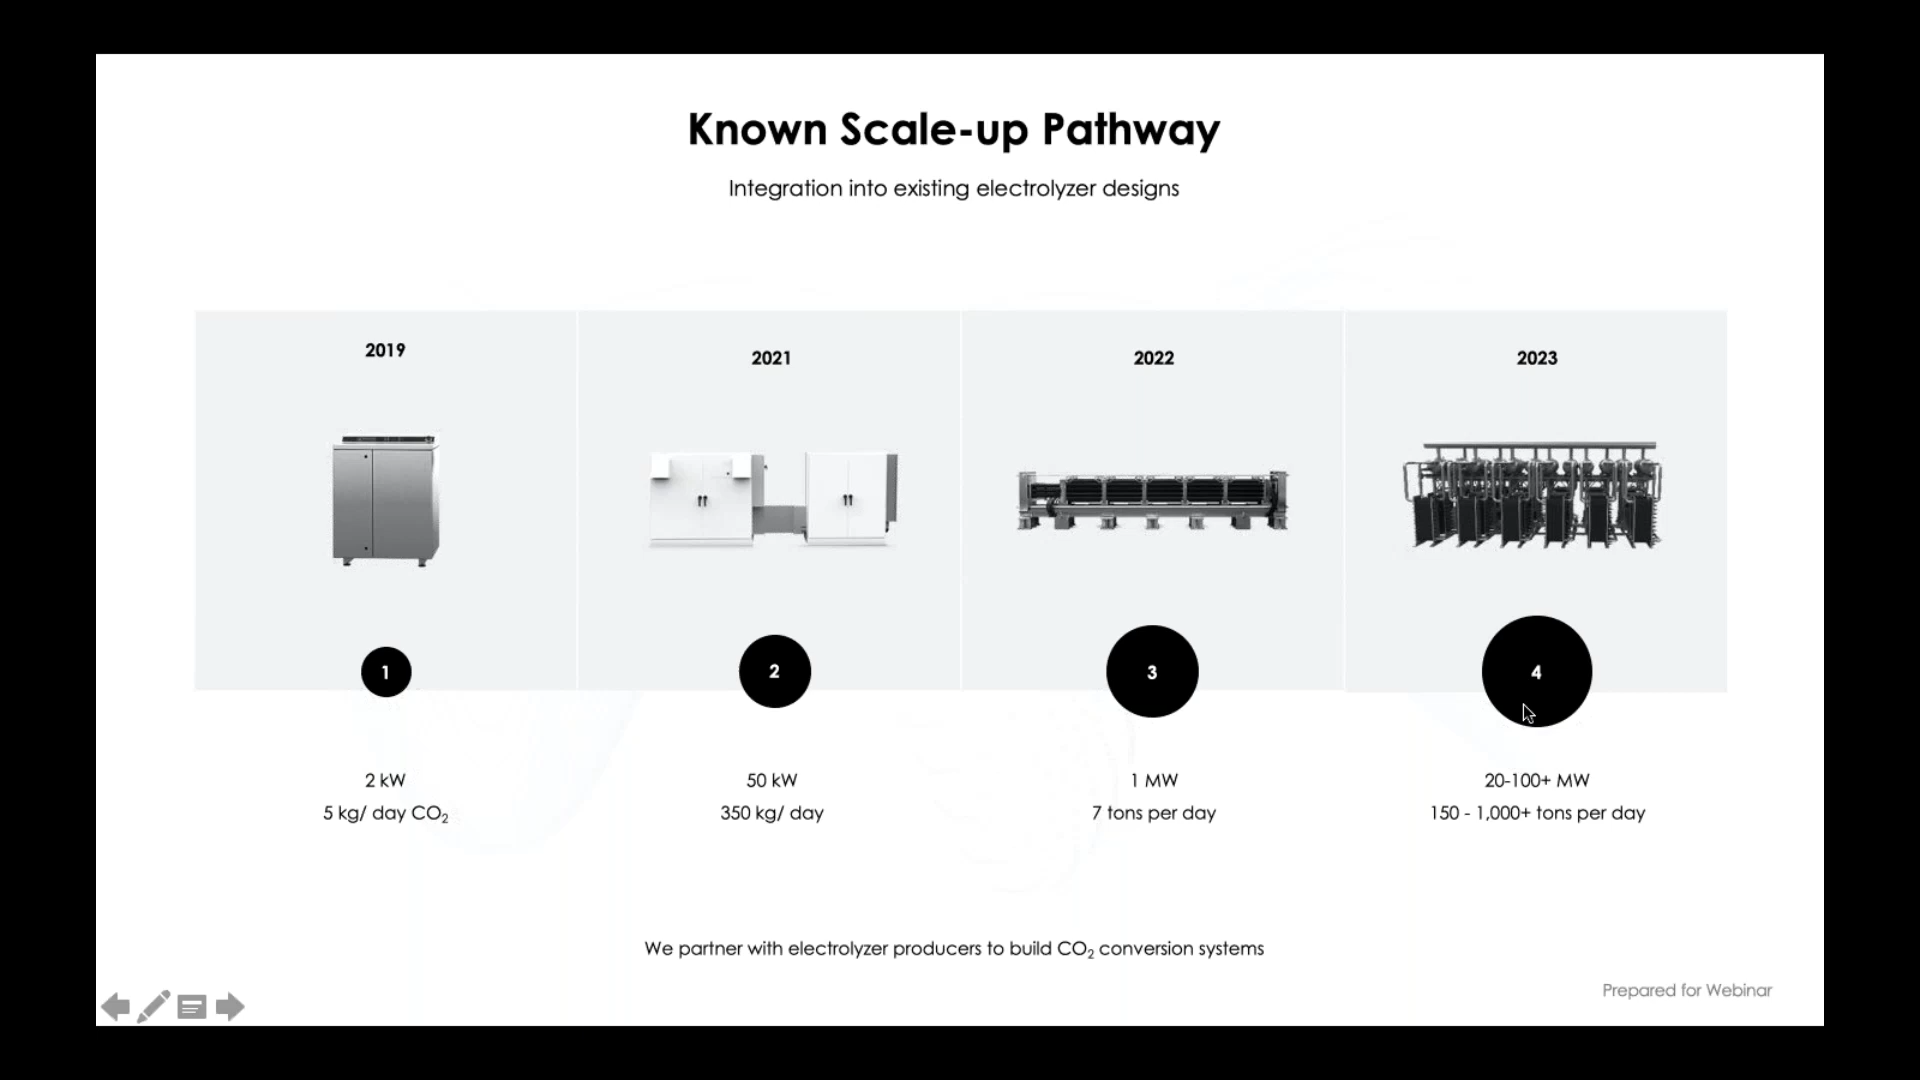 Known Scale-up Pathway
Integration into existing electrolyzer designs
2019
2021
2022
2023
1
2
3
4
2 kW
5 kg/ day CO₂
50 kW
350 kg/ day
1 MW
7 tons per day
20-100+ MW
150 - 1,000+ tons per day
We partner with electrolyzer producers to build CO₂ conversion systems
Prepared for Webinar